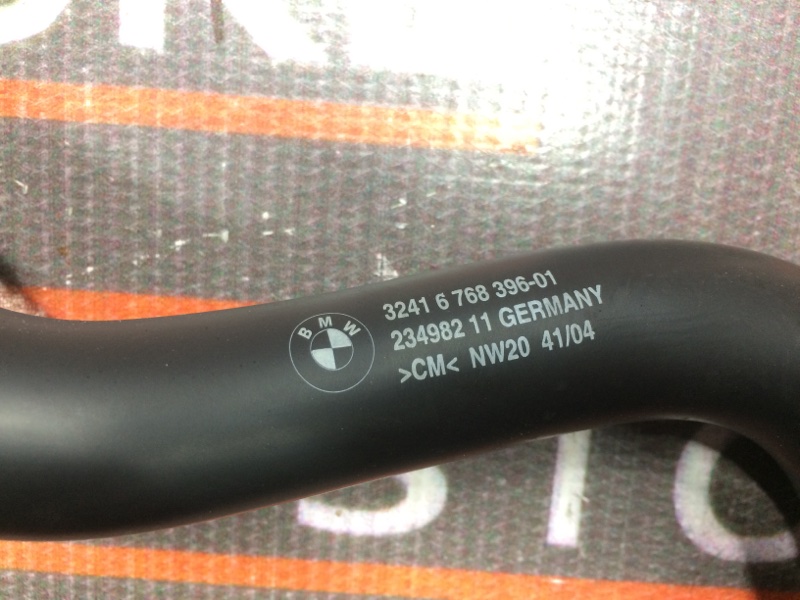 BMW
3241 6 768 396-01
234982 11 GERMANY
>CM< NW20 41/04